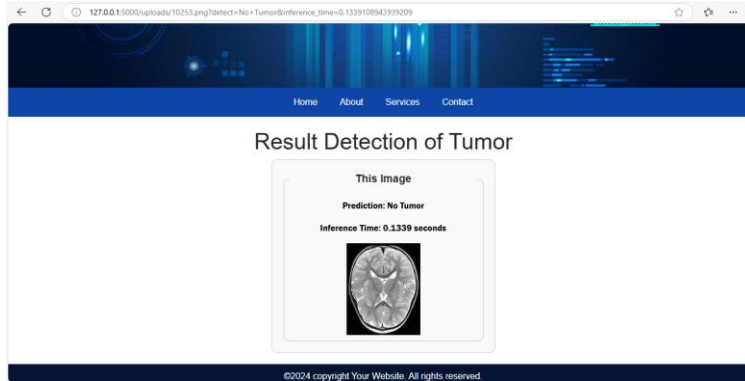 127.0.0.1:5000/uploads/10253.png?detect=No+Tumor&inference_time=0.1339108943939209
Home About Services Contact
Result Detection of Tumor
This Image
Prediction: No Tumor
Inference Time: 0.1339 seconds
©2024 copyright Your Website. All rights reserved.